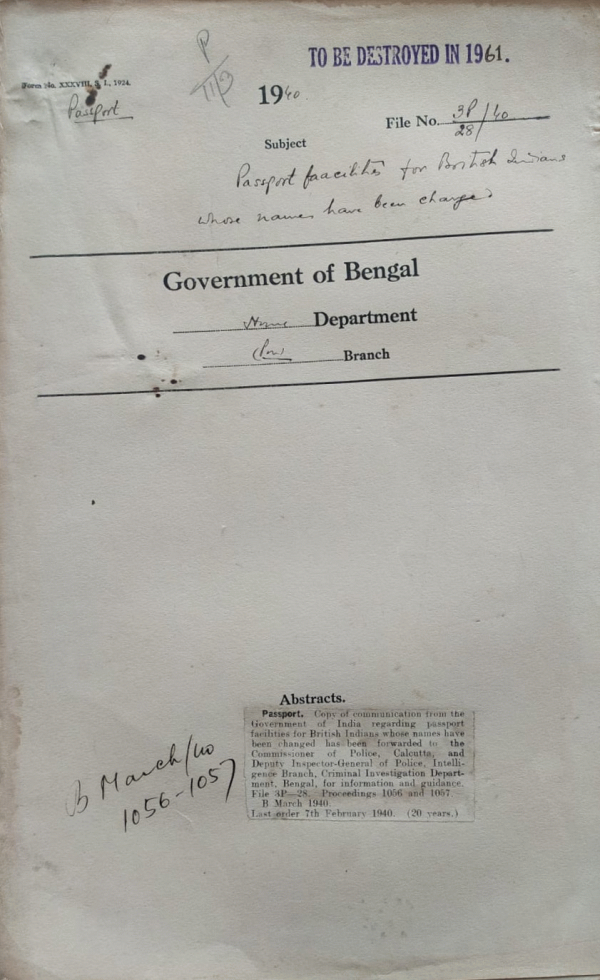 P
11/3
TO BE DESTROYED IN 1961.
Form No. XXXVIII, S. I., 1924.
Passport
1940
File No. 3P/28/40
Subject
Passport faacilities for British Indians
whose names have been changed
Government of Bengal
Home Department
(Pol) Branch
Abstracts.
Passport. Copy of communication from the
Government of India regarding passport
facilities for British Indians whose names have
been changed has been forwarded to the
Commissioner of Police, Calcutta, and
Deputy Inspector-General of Police, Intelli-
gence Branch, Criminal Investigation Depart-
ment, Bengal, for information and guidance.
File 3P—28. Proceedings 1056 and 1057.
B March 1940.
Last order 7th February 1940. (20 years.)
B March/40
1056-1057